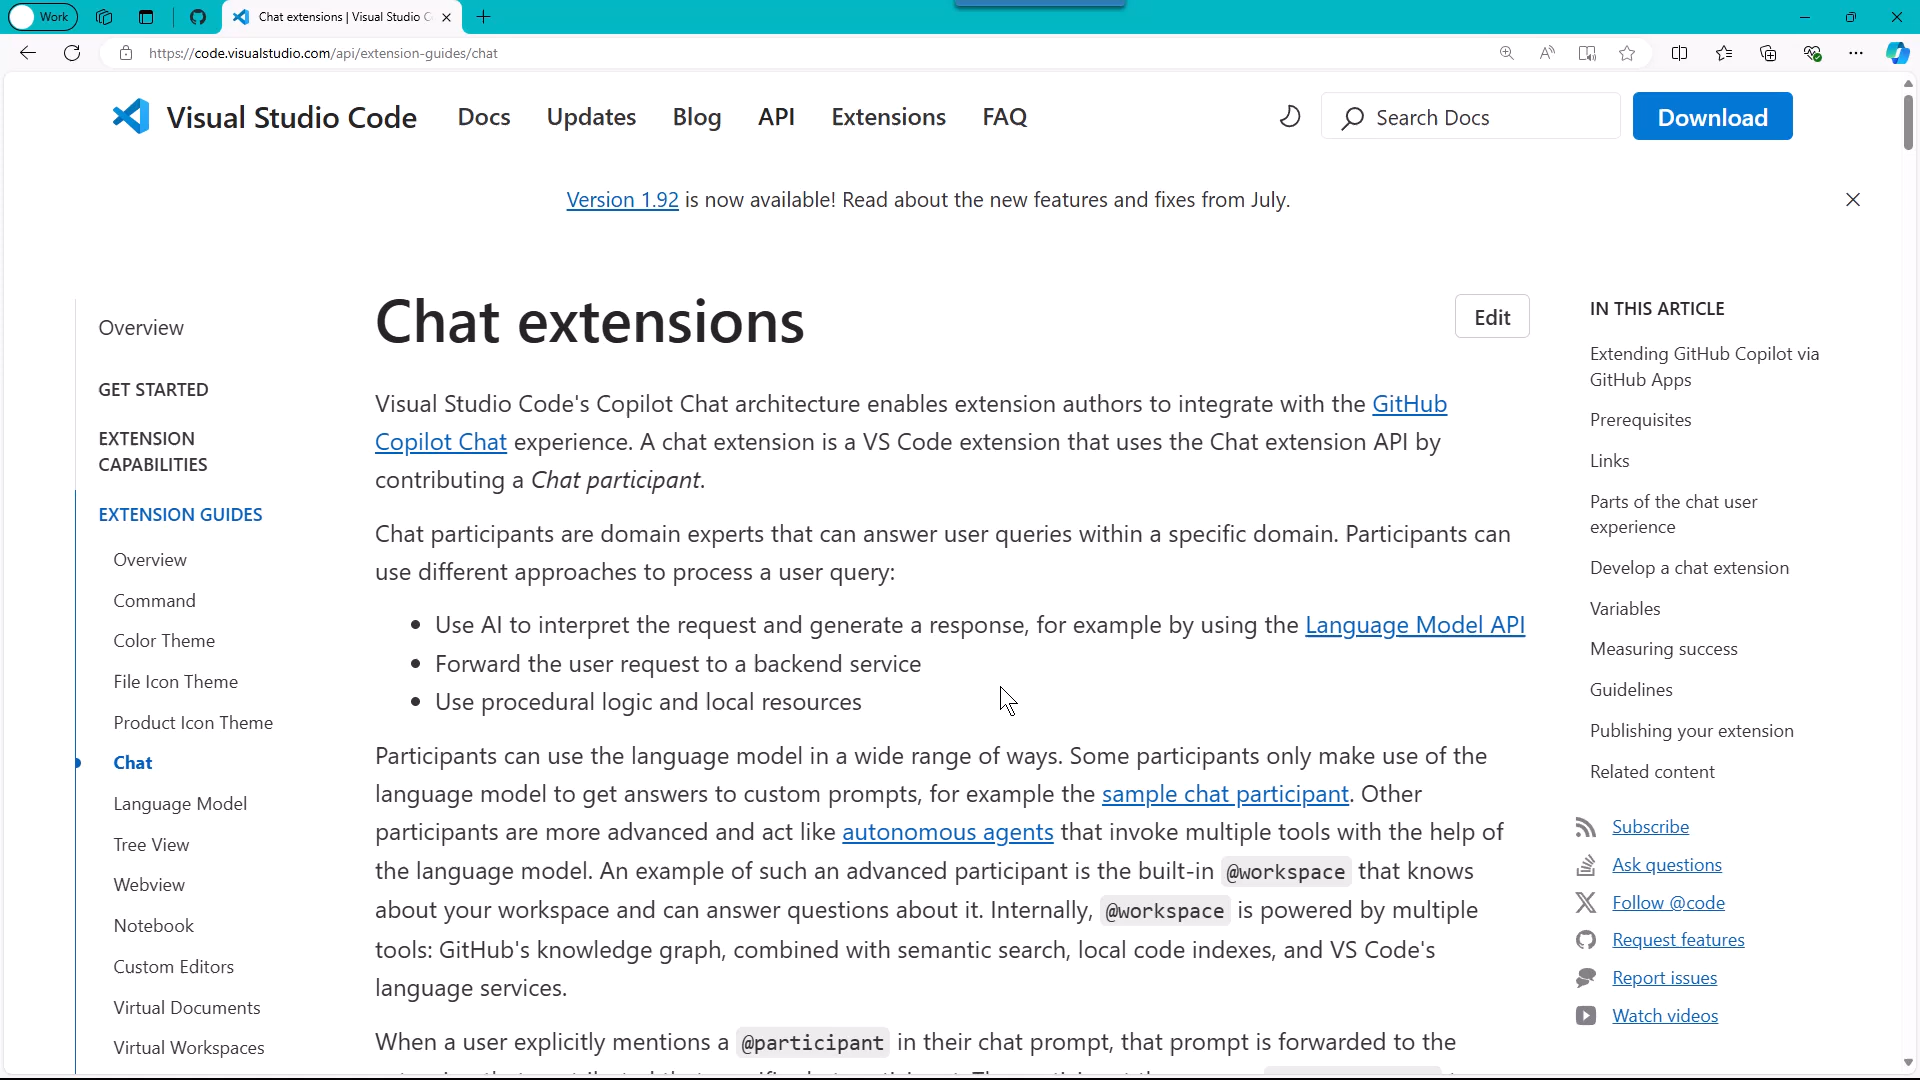 Work
Chat extensions | Visual Studio C
https://code.visualstudio.com/api/extension-guides/chat
Visual Studio Code
Docs
Updates
Blog
API
Extensions
FAQ
Search Docs
Download
Version 1.92 is now available! Read about the new features and fixes from July.
Overview
GET STARTED
EXTENSION
CAPABILITIES
EXTENSION GUIDES
Overview
Command
Color Theme
File Icon Theme
Product Icon Theme
Chat
Language Model
Tree View
Webview
Notebook
Custom Editors
Virtual Documents
Virtual Workspaces
Chat extensions
Edit
Visual Studio Code's Copilot Chat architecture enables extension authors to integrate with the GitHub
Copilot Chat experience. A chat extension is a VS Code extension that uses the Chat extension API by
contributing a Chat participant.
Chat participants are domain experts that can answer user queries within a specific domain. Participants can
use different approaches to process a user query:
• Use AI to interpret the request and generate a response, for example by using the Language Model API
• Forward the user request to a backend service
• Use procedural logic and local resources
Participants can use the language model in a wide range of ways. Some participants only make use of the
language model to get answers to custom prompts, for example the sample chat participant. Other
participants are more advanced and act like autonomous agents that invoke multiple tools with the help of
the language model. An example of such an advanced participant is the built-in @workspace that knows
about your workspace and can answer questions about it. Internally, @workspace is powered by multiple
tools: GitHub's knowledge graph, combined with semantic search, local code indexes, and VS Code's
language services.
When a user explicitly mentions a @participant in their chat prompt, that prompt is forwarded to the
IN THIS ARTICLE
Extending GitHub Copilot via
GitHub Apps
Prerequisites
Links
Parts of the chat user
experience
Develop a chat extension
Variables
Measuring success
Guidelines
Publishing your extension
Related content
Subscribe
Ask questions
Follow @code
Request features
Report issues
Watch videos